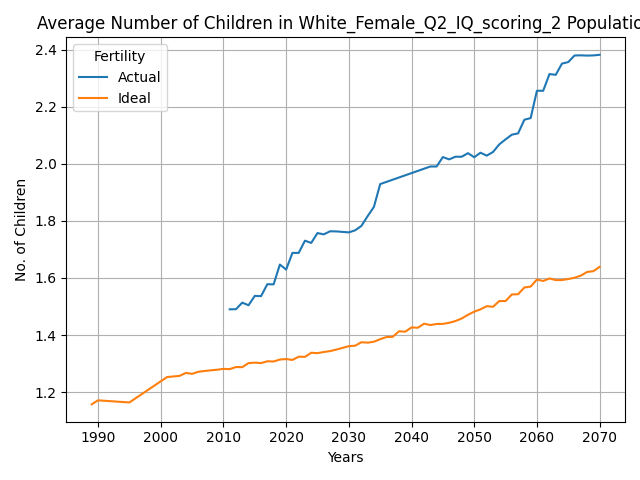 Average Number of Children in White_Female_Q2_IQ_scoring_2 Populatio
Fertility
Actual
Ideal
2.4
2.2
2.0
1.8
1.6
1.4
1.2
No. of Children
1990 2000 2010 2020 2030 2040 2050 2060 2070
Years